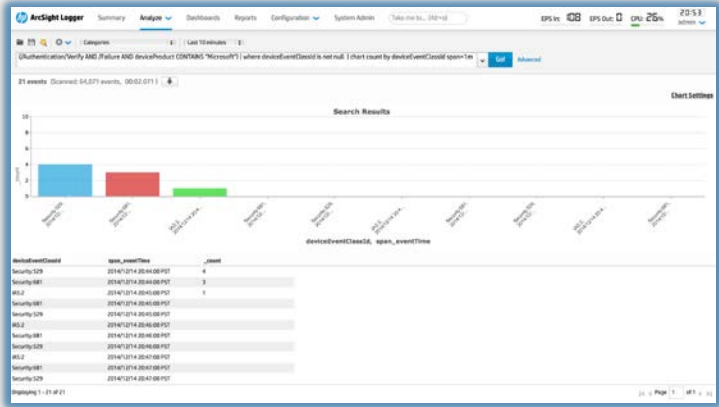 ArcSight Logger Summary Analyze Dashboards Reports Configuration System Admin Take me to... (Alt+o) EPS In: 108 EPS Out: 0 CPU: 26% 20:53
admin
Categories Last 10 minutes
/Authentication/Verify AND /Failure AND deviceProduct CONTAINS "Microsoft") | where deviceEventClassId is not null | chart count by deviceEventClassId span=1m Go! Advanced
21 events (Scanned: 64,071 events, 00:02.071)
Chart Settings
Search Results
10
8
6
4
2
0
_count
deviceEventClassId, span_eventTime
deviceEventClassId span_eventTime _count
Security:529 2014/12/14 20:44:00 PST 4
Security:681 2014/12/14 20:44:00 PST 3
IAS:2 2014/12/14 20:45:00 PST 1
Security:681 2014/12/14 20:45:00 PST
Security:529 2014/12/14 20:45:00 PST
IAS:2 2014/12/14 20:46:00 PST
Security:681 2014/12/14 20:46:00 PST
Security:529 2014/12/14 20:46:00 PST
IAS:2 2014/12/14 20:47:00 PST
Security:681 2014/12/14 20:47:00 PST
Security:529 2014/12/14 20:47:00 PST
Displaying 1 - 21 of 21 Page 1 of 1